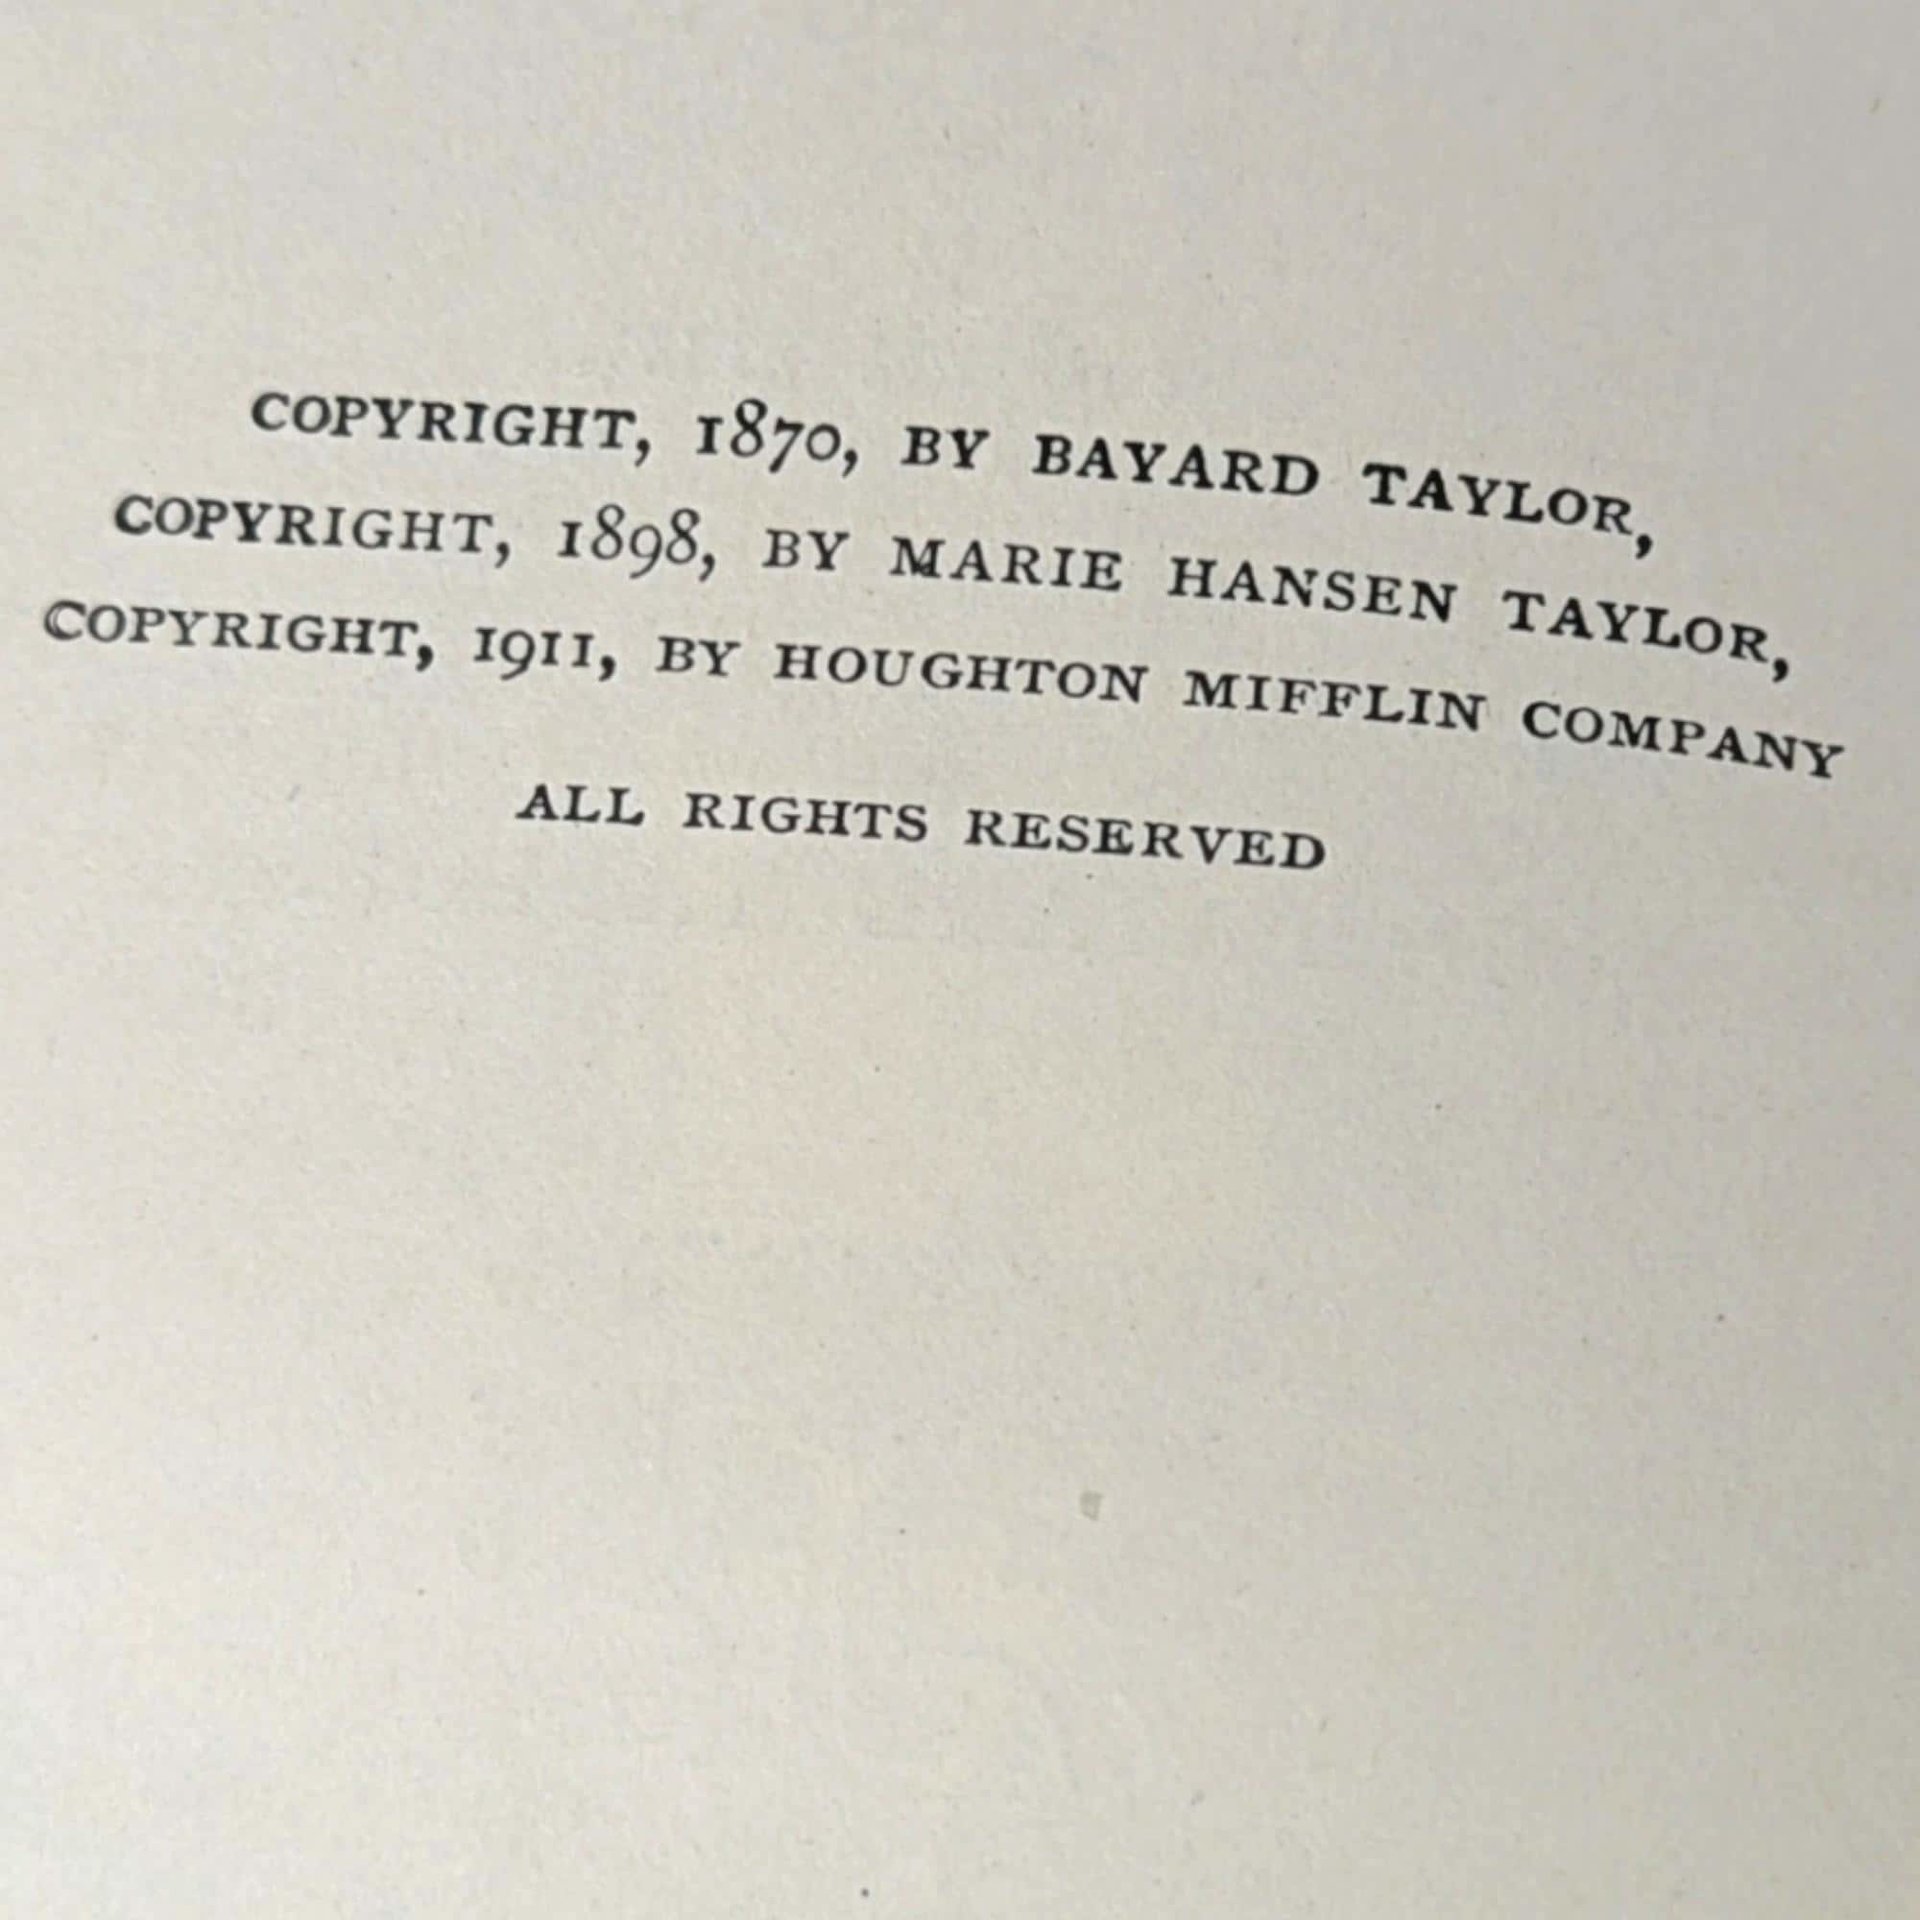 COPYRIGHT, 1870, BY BAYARD TAYLOR,
COPYRIGHT, 1898, BY MARIE HANSEN TAYLOR,
COPYRIGHT, 1911, BY HOUGHTON MIFFLIN COMPANY
ALL RIGHTS RESERVED